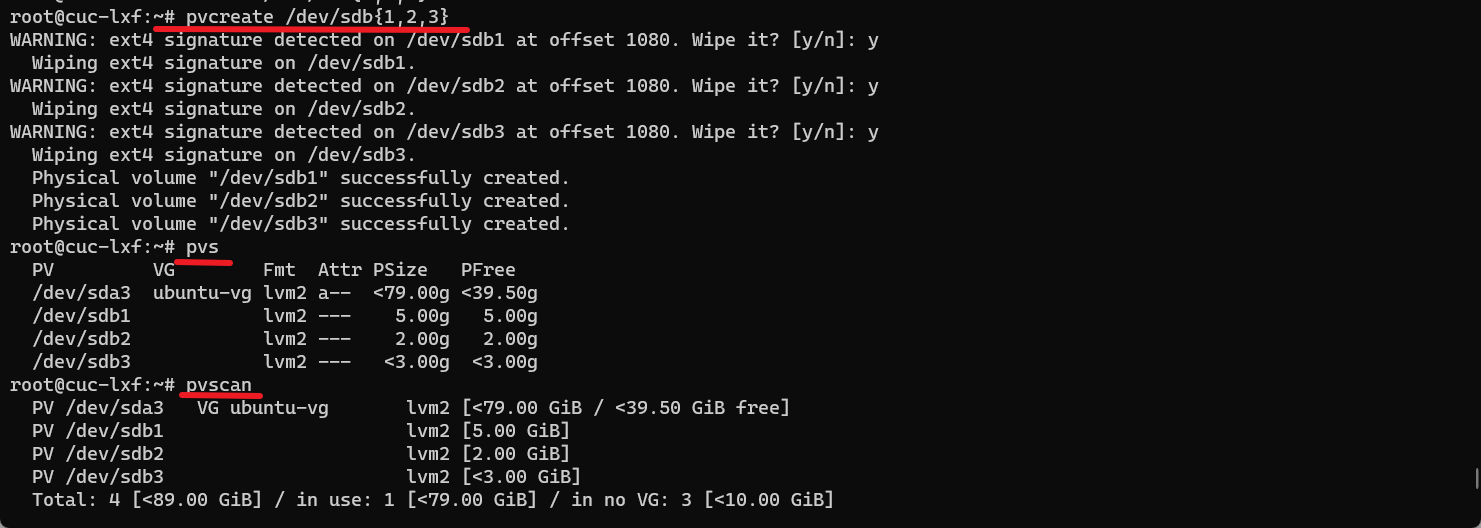 root@cuc-lxf:~# pvcreate /dev/sdb{1,2,3}
WARNING: ext4 signature detected on /dev/sdb1 at offset 1080. Wipe it? [y/n]: y
  Wiping ext4 signature on /dev/sdb1.
WARNING: ext4 signature detected on /dev/sdb2 at offset 1080. Wipe it? [y/n]: y
  Wiping ext4 signature on /dev/sdb2.
WARNING: ext4 signature detected on /dev/sdb3 at offset 1080. Wipe it? [y/n]: y
  Wiping ext4 signature on /dev/sdb3.
  Physical volume "/dev/sdb1" successfully created.
  Physical volume "/dev/sdb2" successfully created.
  Physical volume "/dev/sdb3" successfully created.
root@cuc-lxf:~# pvs
  PV         VG        Fmt  Attr PSize   PFree
  /dev/sda3  ubuntu-vg lvm2 a--  <79.00g <39.50g
  /dev/sdb1            lvm2 ---    5.00g   5.00g
  /dev/sdb2            lvm2 ---    2.00g   2.00g
  /dev/sdb3            lvm2 ---   <3.00g  <3.00g
root@cuc-lxf:~# pvscan
  PV /dev/sda3   VG ubuntu-vg       lvm2 [<79.00 GiB / <39.50 GiB free]
  PV /dev/sdb1                      lvm2 [5.00 GiB]
  PV /dev/sdb2                      lvm2 [2.00 GiB]
  PV /dev/sdb3                      lvm2 [<3.00 GiB]
  Total: 4 [<89.00 GiB] / in use: 1 [<79.00 GiB] / in no VG: 3 [<10.00 GiB]